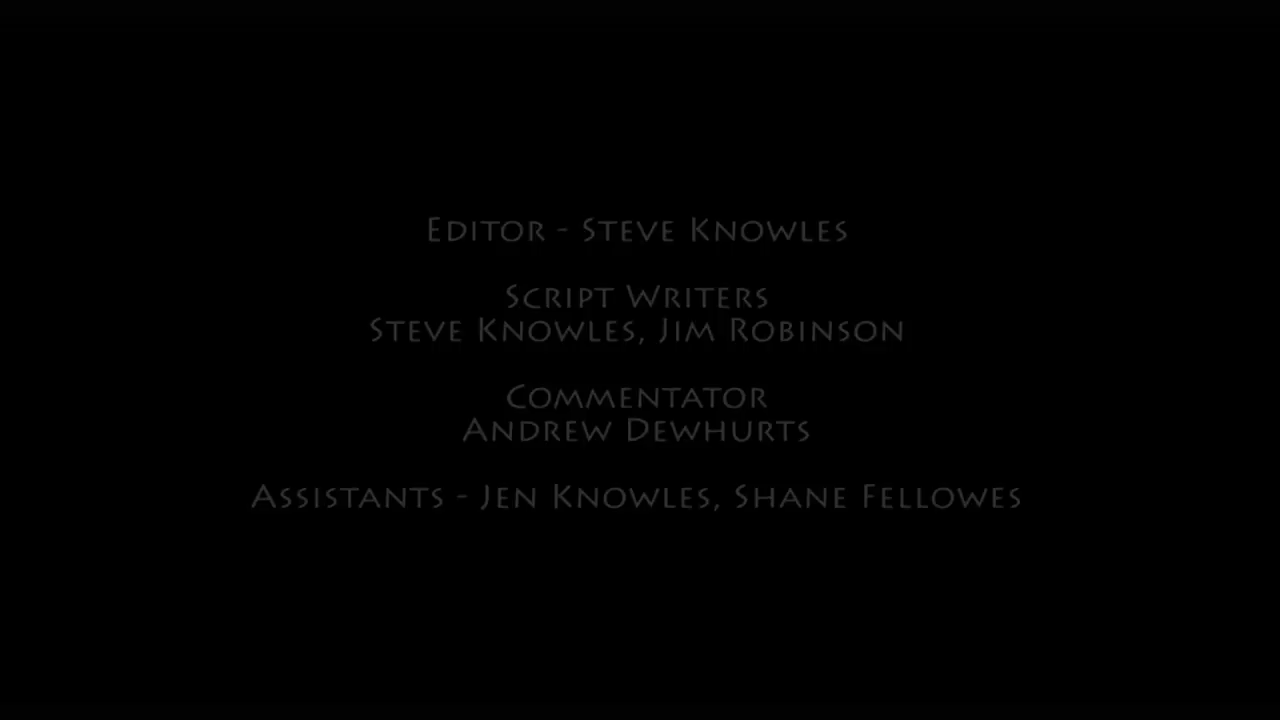 Editor - Steve Knowles
Script Writers
Steve Knowles, Jim Robinson
Commentator
Andrew Dewhurts
Assistants - Jen Knowles, Shane Fellowes